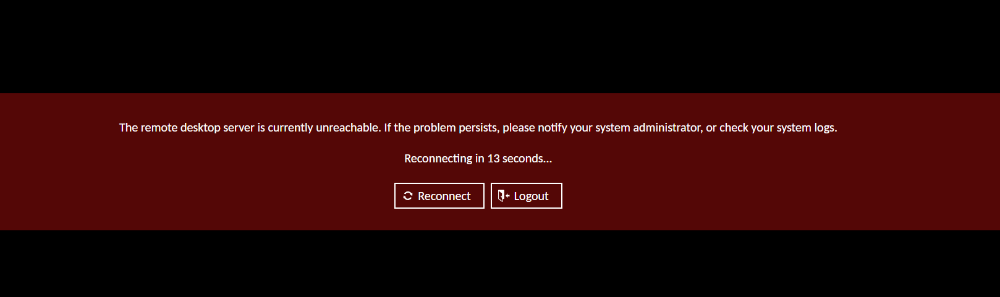 The remote desktop server is currently unreachable. If the problem persists, please notify your system administrator, or check your system logs.
Reconnecting in 13 seconds...
Reconnect
Logout